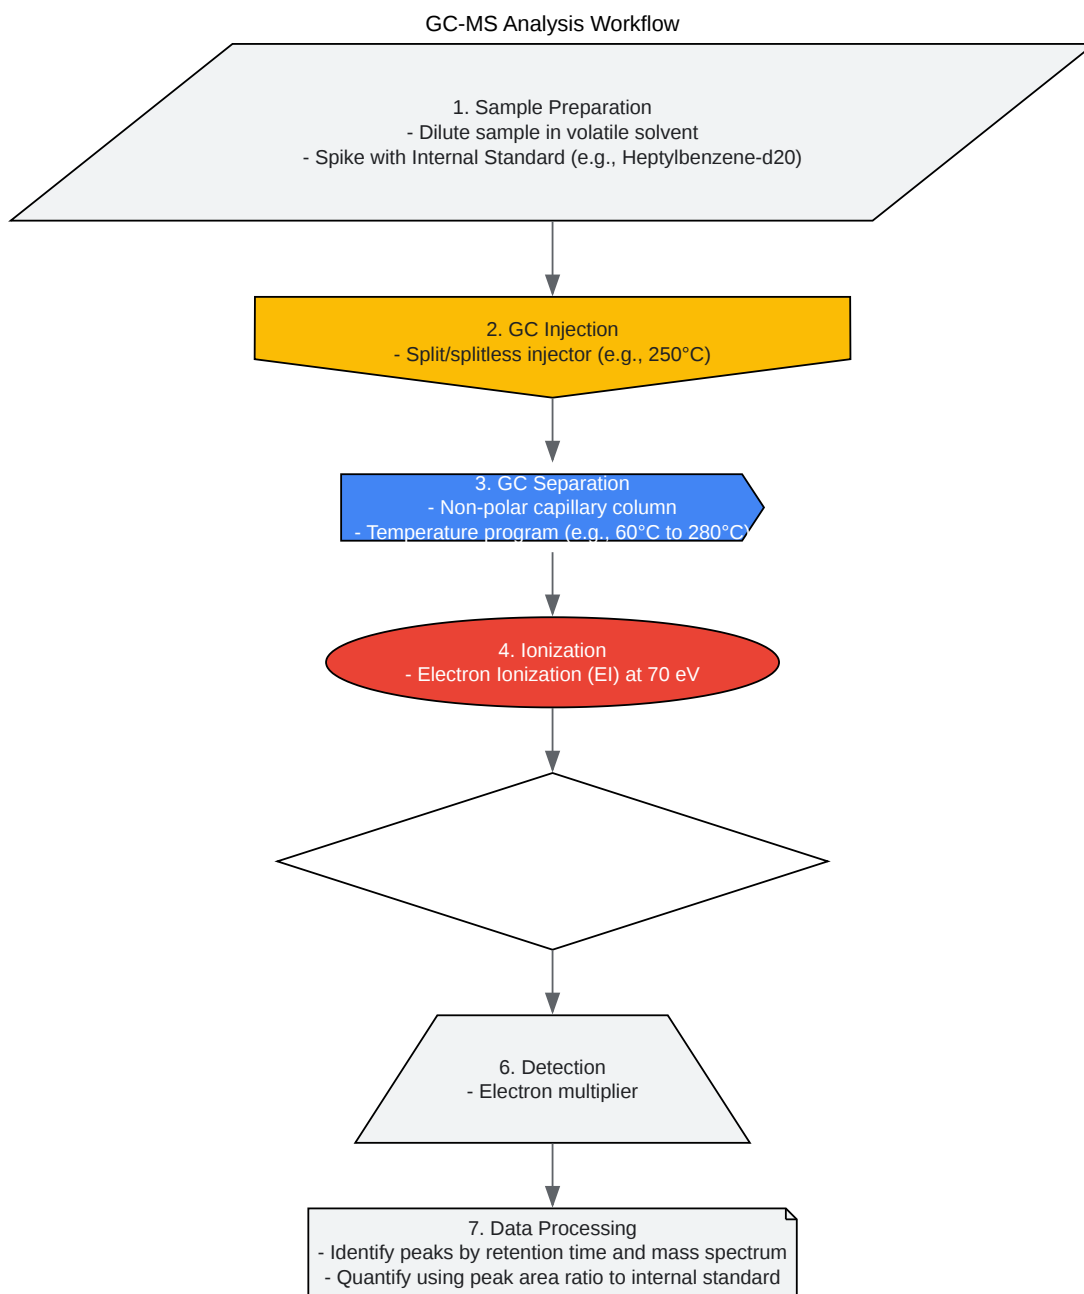 GC-MS Analysis Workflow
1. Sample Preparation
- Dilute sample in volatile solvent
- Spike with Internal Standard (e.g., Heptylbenzene-d20)
2. GC Injection
- Split/splitless injector (e.g., 250°C)
3. GC Separation
- Non-polar capillary column
- Temperature program (e.g., 60°C to 280°C)
4. Ionization
- Electron Ionization (EI) at 70 eV
6. Detection
- Electron multiplier
7. Data Processing
- Identify peaks by retention time and mass spectrum
- Quantify using peak area ratio to internal standard